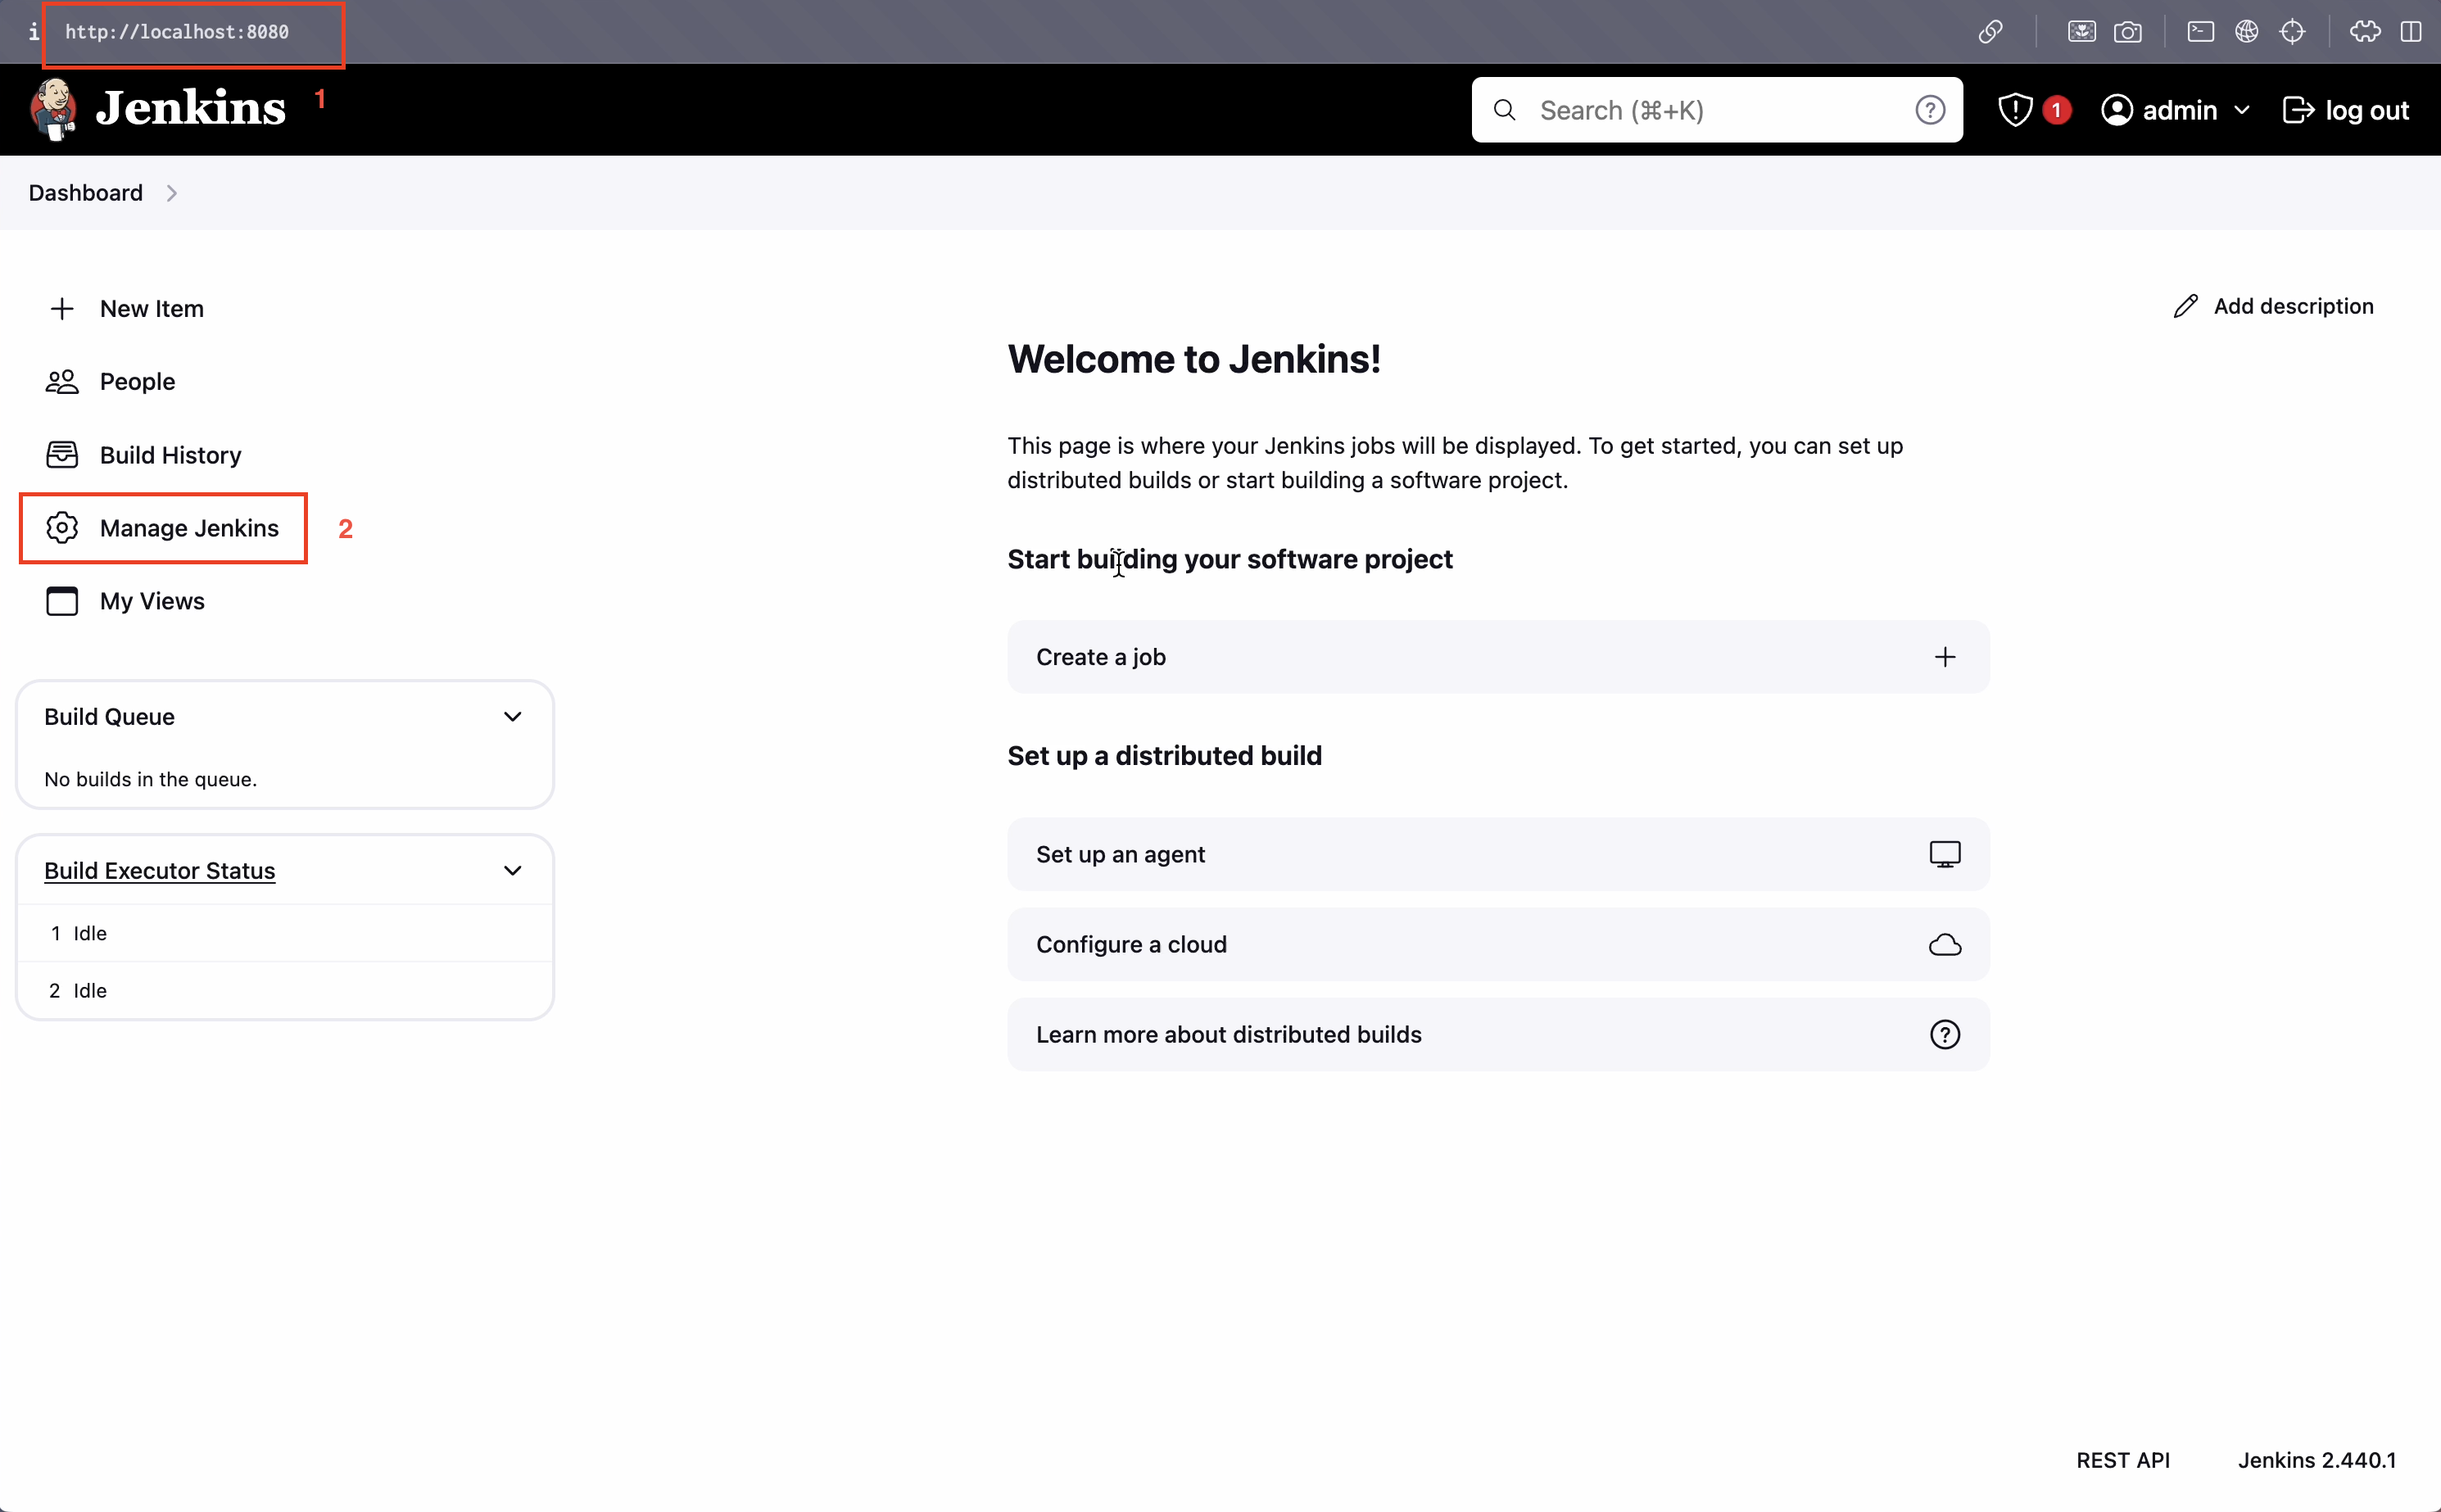 i http://localhost:8080
Jenkins 1
Search (⌘+K)
1
admin
log out
Dashboard
New Item
Add description
People
Build History
Manage Jenkins 2
My Views
Build Queue
No builds in the queue.
Build Executor Status
1 Idle
2 Idle
Welcome to Jenkins!
This page is where your Jenkins jobs will be displayed. To get started, you can set up
distributed builds or start building a software project.
Start building your software project
Create a job
Set up a distributed build
Set up an agent
Configure a cloud
Learn more about distributed builds
REST API
Jenkins 2.440.1